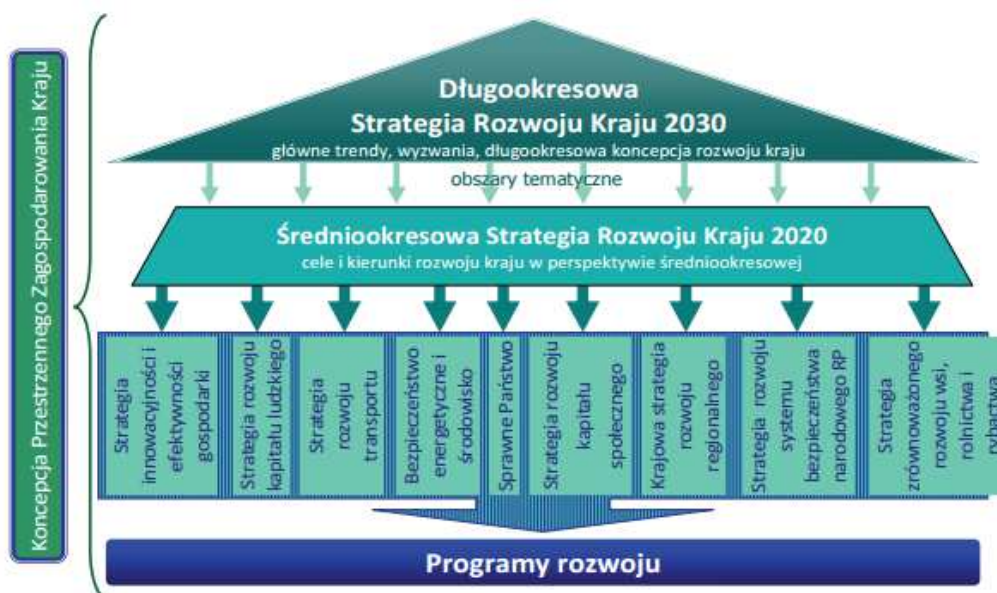 Koncepcja Przestrzennego Zagospodarowania Kraju
Długookresowa
Strategia Rozwoju Kraju 2030
główne trendy, wyzwania, długookresowa koncepcja rozwoju kraju
obszary tematyczne
Średniookresowa Strategia Rozwoju Kraju 2020
cele i kierunki rozwoju kraju w perspektywie średniookresowej
Strategia
innowacyjności i
efektywności
gospodarki
Strategia rozwoju
kapitału ludzkiego
Strategia
rozwoju
transportu
Bezpieczeństwo
energetyczne i
środowisko
Sprawne Państwo
Strategia rozwoju
kapitału
społecznego
Krajowa strategia
rozwoju
regionalnego
Strategia rozwoju
systemu
bezpieczeństwa
narodowego RP
Strategia
zrównoważonego
rozwoju wsi,
rolnictwa i
Programy rozwoju